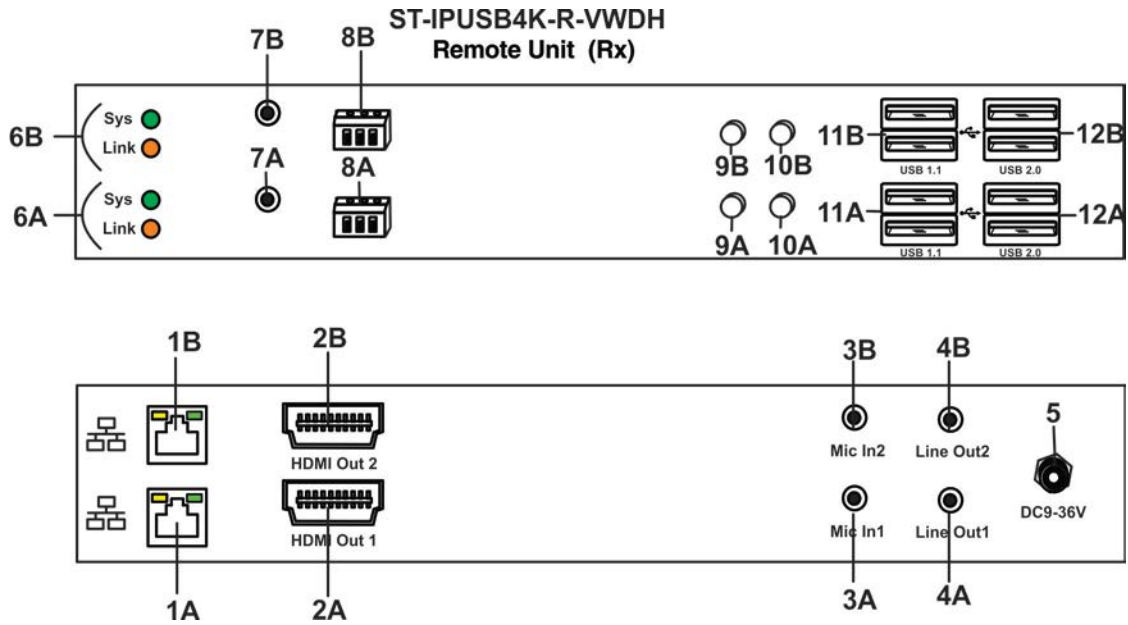 ST-IPUSB4K-R-VWDH
Remote Unit (Rx)
7B 8B
6B Sys
Link
7A 8A
9B 10B 11B 12B
USB 1.1 USB 2.0
6A Sys
Link
9A 10A 11A 12A
USB 1.1 USB 2.0
1B 2B 3B 4B 5
HDMI Out 2 Mic In2 Line Out2
DC9-36V
HDMI Out 1 Mic In1 Line Out1
1A 2A 3A 4A